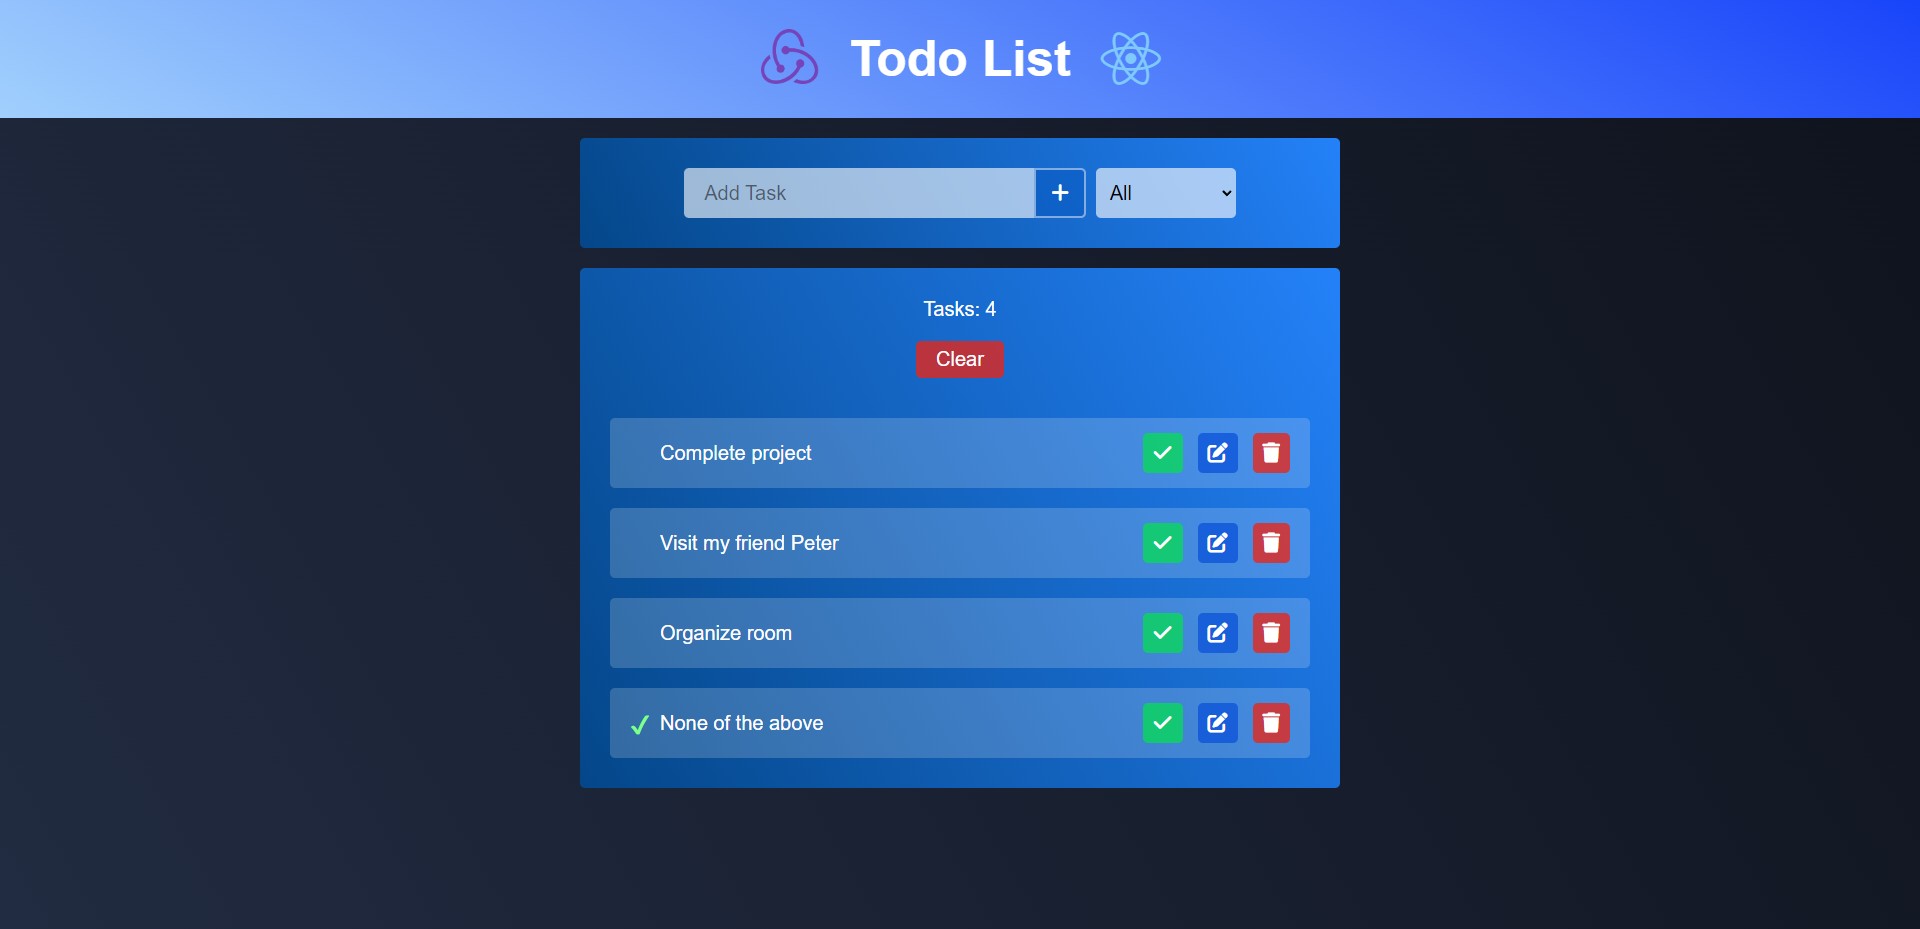 Todo List
Add Task
All
Tasks: 4
Clear
Complete project
Visit my friend Peter
Organize room
None of the above